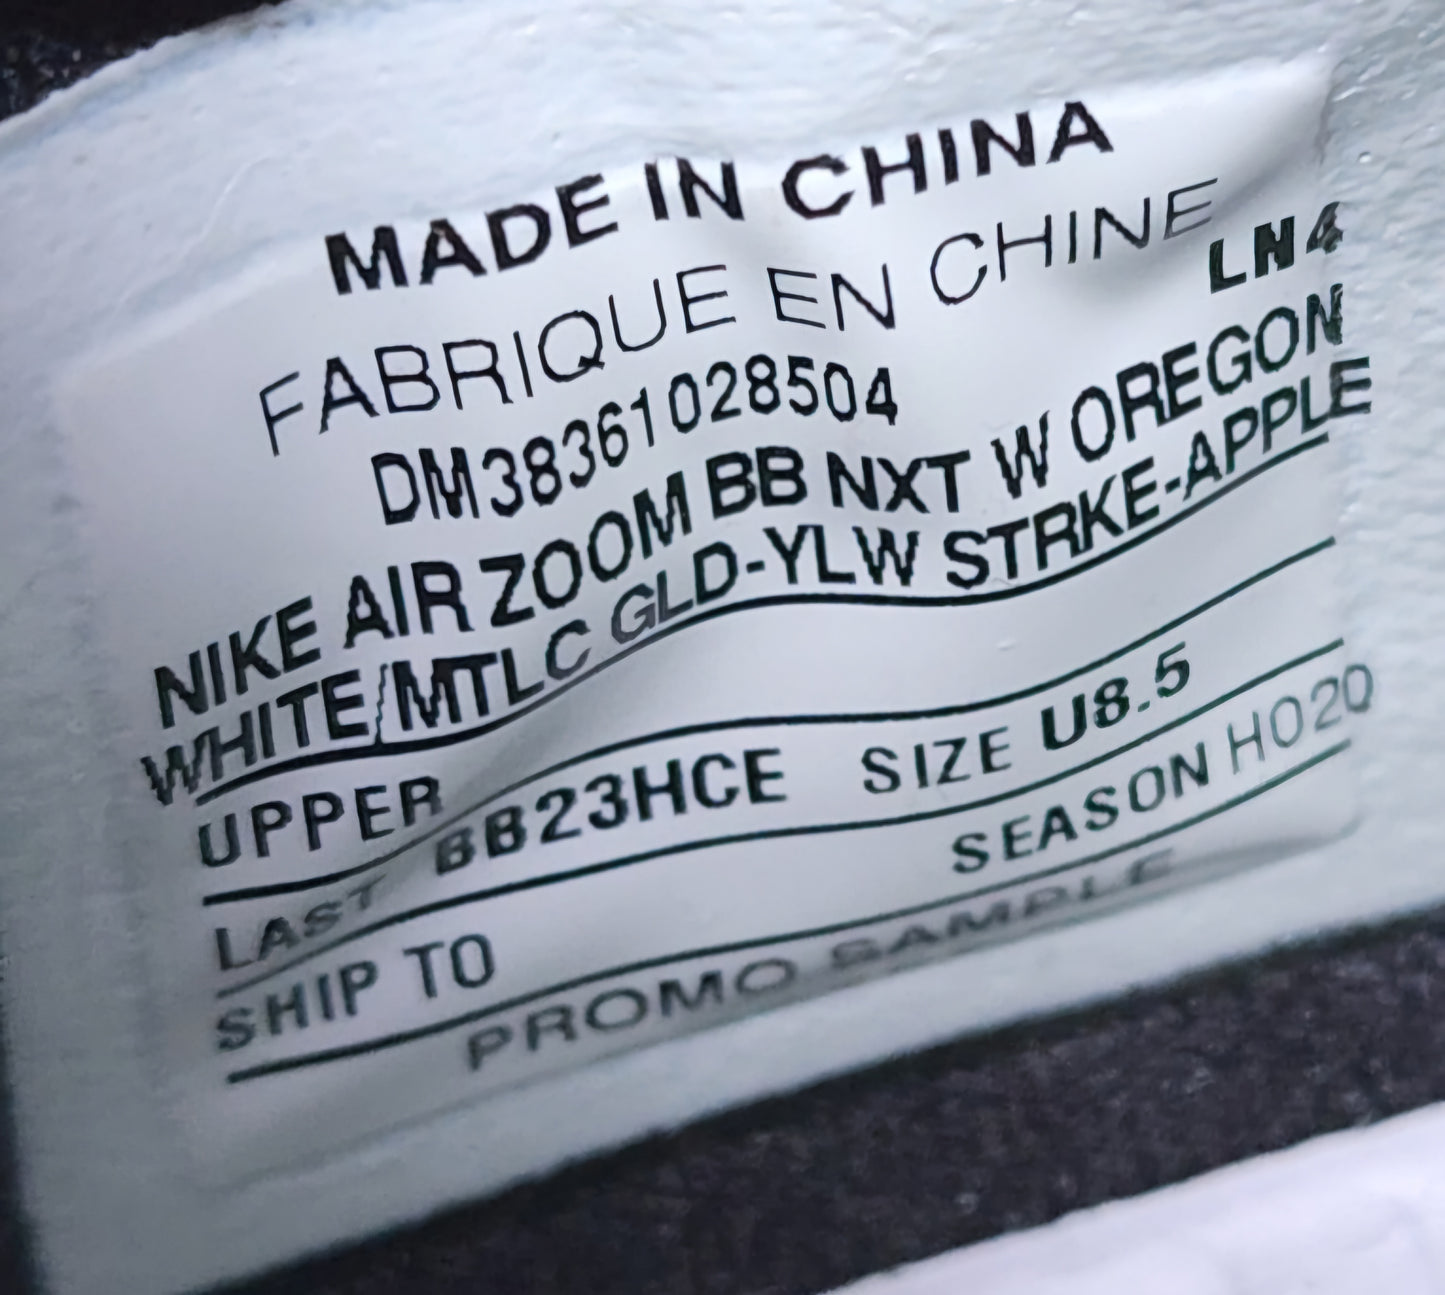 MADE IN CHINA
FABRIQUE EN CHINE
LN4
DM38361028504
NIKE AIR ZOOM BB NXT W OREGON
WHITE/MTLC GLD-YLW STRKE-APPLE
UPPER
LAST BB23HCE SIZE U8.5
SHIP TO SEASON HO20
PROMO SAMPLE